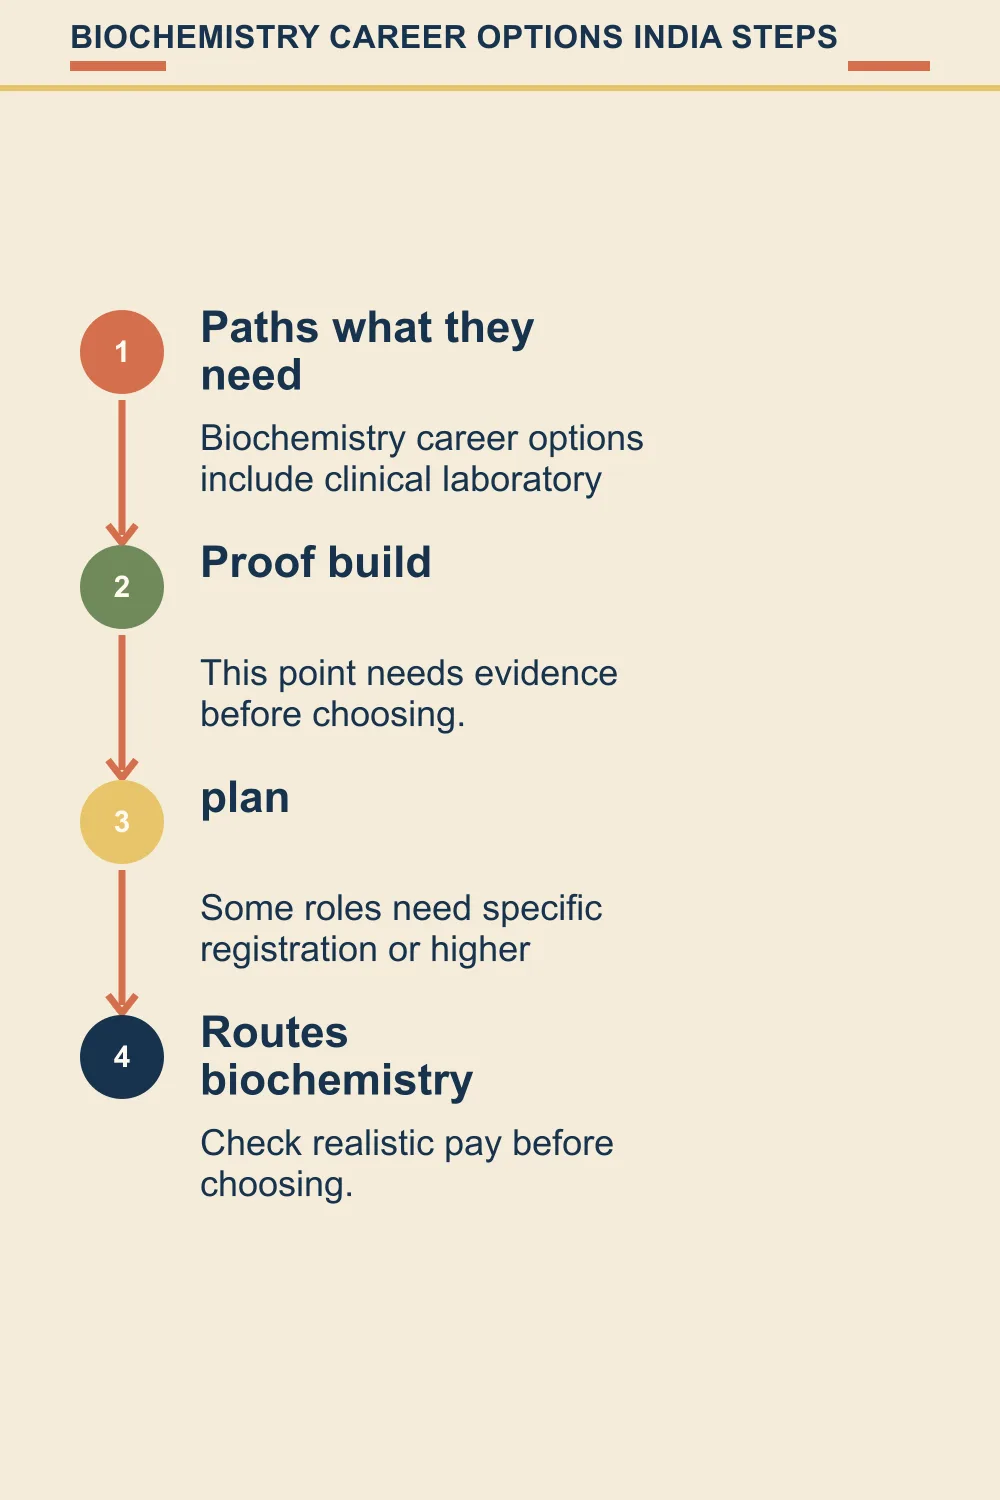 BIOCHEMISTRY CAREER OPTIONS INDIA STEPS
1
Paths what they
need
Biochemistry career options
include clinical laboratory
2
Proof build
This point needs evidence
before choosing.
3
plan
Some roles need specific
registration or higher
4
Routes
biochemistry
Check realistic pay before
choosing.